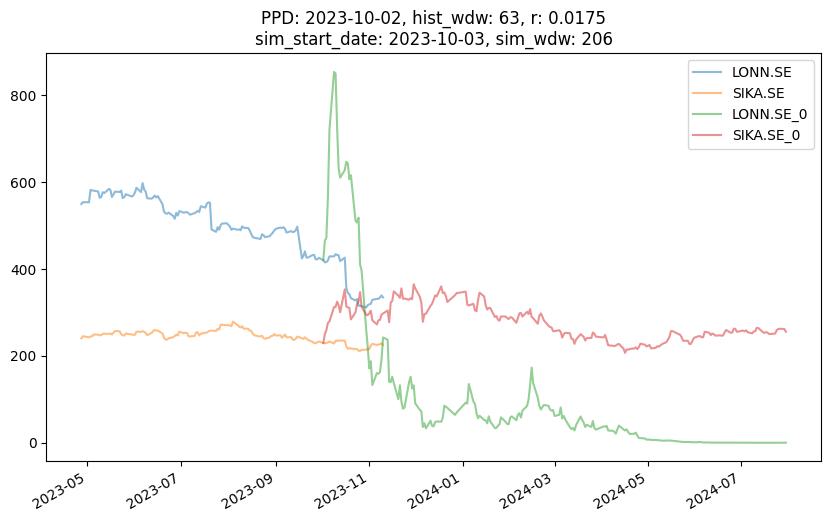 PPD: 2023-10-02, hist_wdw: 63, r: 0.0175
sim_start_date: 2023-10-03, sim_wdw: 206
LONN.SE
SIKA.SE
LONN.SE_0
SIKA.SE_0
800
600
400
200
0
2023-05
2023-07
2023-09
2023-11
2024-01
2024-03
2024-05
2024-07